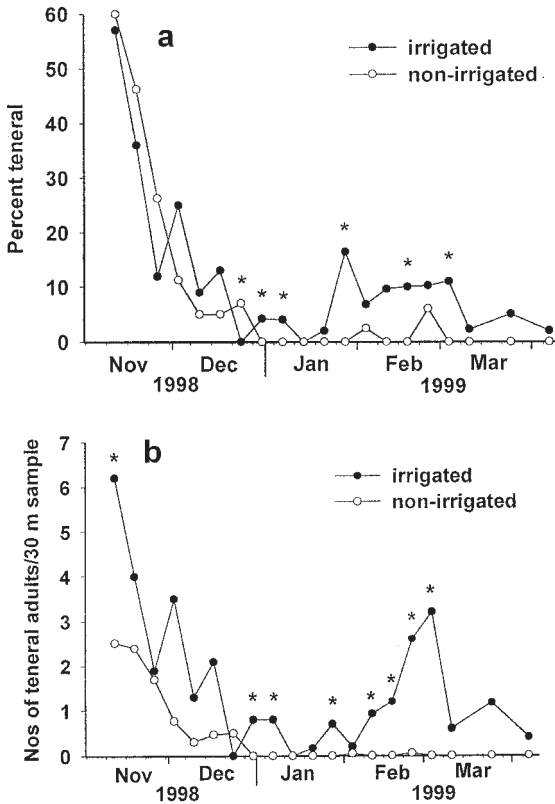 60
a
irrigated
non-irrigated
50
40
30
20
10
0
Percent teneral
* * * * * *
Nov Dec Jan Feb Mar
1998 1999
7
b
*
irrigated
non-irrigated
6
5
4
3
2
1
0
Nos of teneral adults/30 m sample
* * * * * * *
Nov Dec Jan Feb Mar
1998 1999